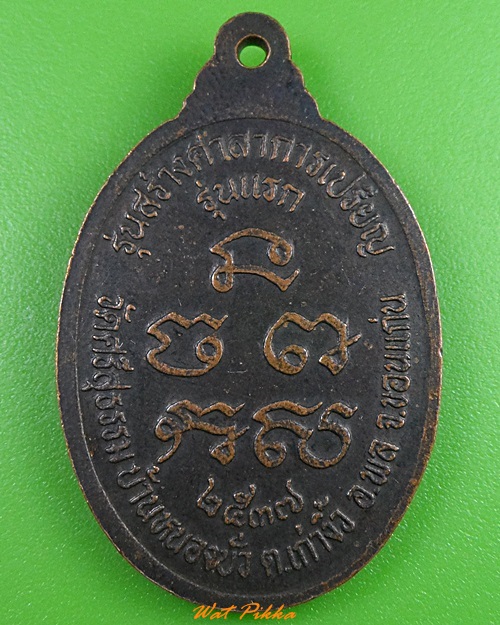 รุ่นสร้างศาลาการเปรียญ
รุ่นแรก
๒๕๓๗
วัดศรีสุธรรม บ้านหนองบัว ต.เก่างิ้ว อ.พล จ.ขอนแก่น
Wat Pikka